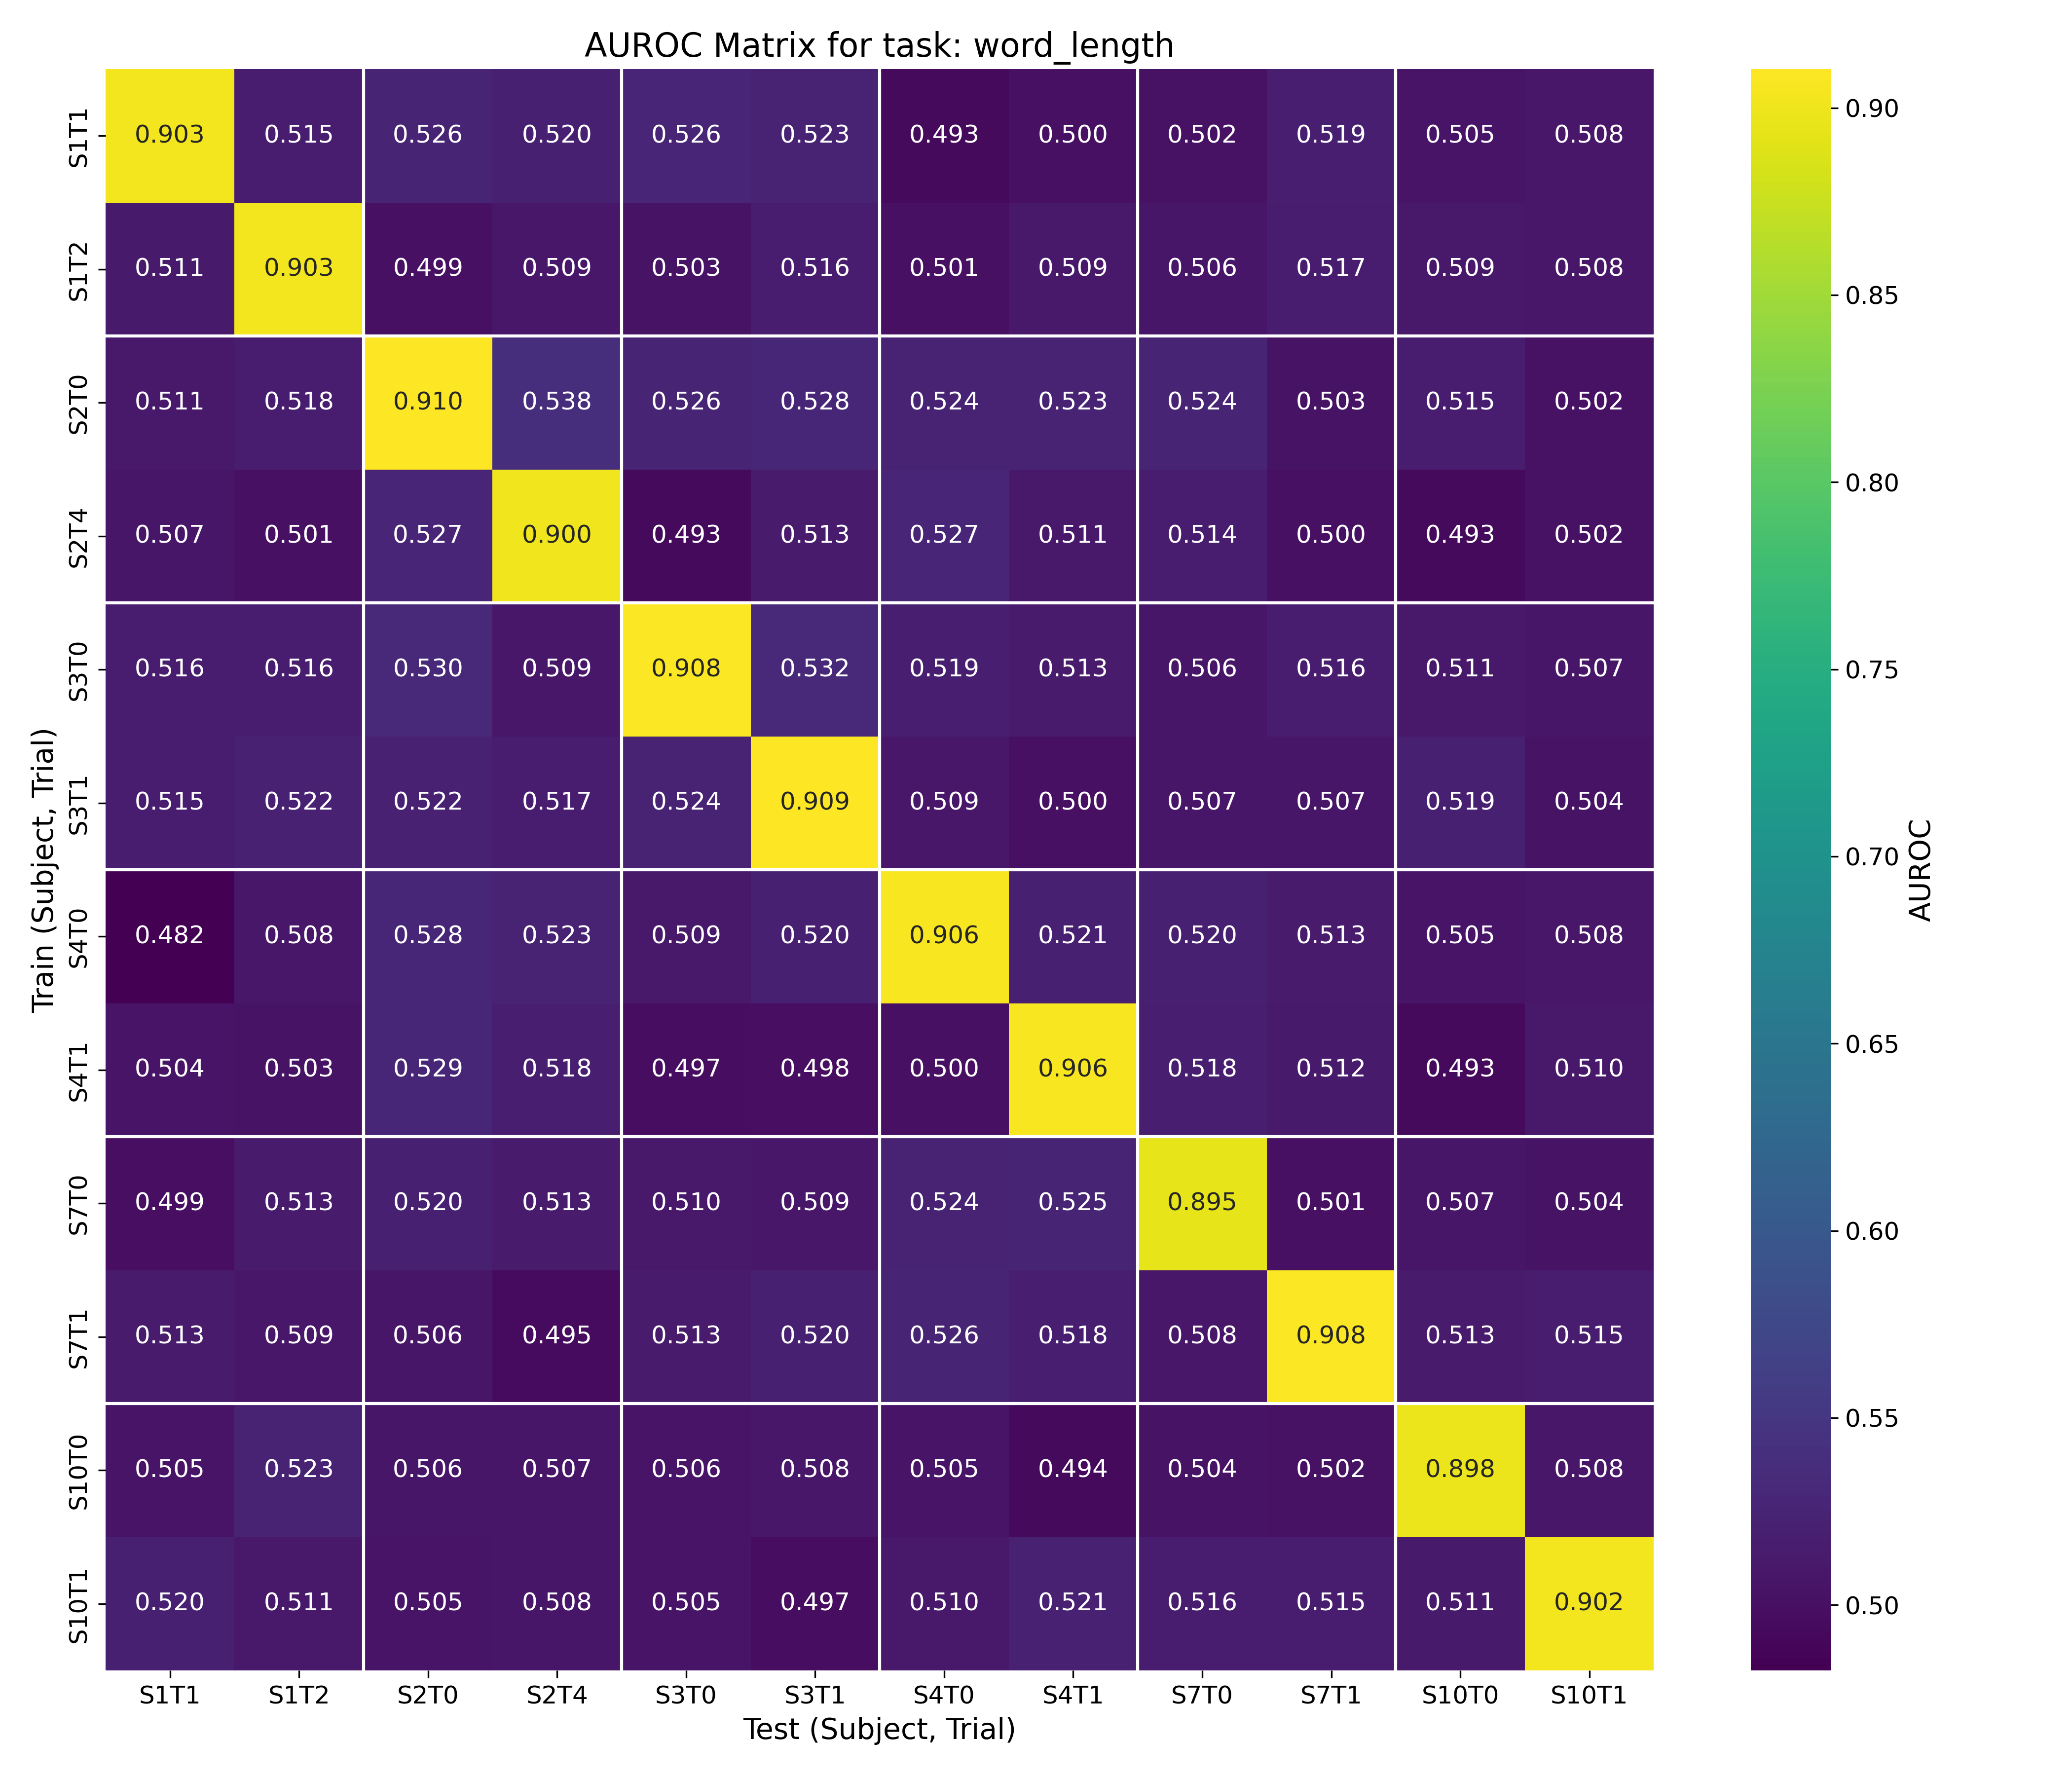 AUROC Matrix for task: word_length
S1T1 0.903 0.515 0.526 0.520 0.526 0.523 0.493 0.500 0.502 0.519 0.505 0.508
S1T2 0.511 0.903 0.499 0.509 0.503 0.516 0.501 0.509 0.506 0.517 0.509 0.508
S2T0 0.511 0.518 0.910 0.538 0.526 0.528 0.524 0.523 0.524 0.503 0.515 0.502
S2T4 0.507 0.501 0.527 0.900 0.493 0.513 0.527 0.511 0.514 0.500 0.493 0.502
S3T0 0.516 0.516 0.530 0.509 0.908 0.532 0.519 0.513 0.506 0.516 0.511 0.507
S3T1 0.515 0.522 0.522 0.517 0.524 0.909 0.509 0.500 0.507 0.507 0.519 0.504
S4T0 0.482 0.508 0.528 0.523 0.509 0.520 0.906 0.521 0.520 0.513 0.505 0.508
S4T1 0.504 0.503 0.529 0.518 0.497 0.498 0.500 0.906 0.518 0.512 0.493 0.510
S7T0 0.499 0.513 0.520 0.513 0.510 0.509 0.524 0.525 0.895 0.501 0.507 0.504
S7T1 0.513 0.509 0.506 0.495 0.513 0.520 0.526 0.518 0.508 0.908 0.513 0.515
S10T0 0.505 0.523 0.506 0.507 0.506 0.508 0.505 0.494 0.504 0.502 0.898 0.508
S10T1 0.520 0.511 0.505 0.508 0.505 0.497 0.510 0.521 0.516 0.515 0.511 0.902
S1T1 S1T2 S2T0 S2T4 S3T0 S3T1 S4T0 S4T1 S7T0 S7T1 S10T0 S10T1
Test (Subject, Trial)
Train (Subject, Trial)
0.90
0.85
0.80
0.75
0.70
0.65
0.60
0.55
0.50
AUROC